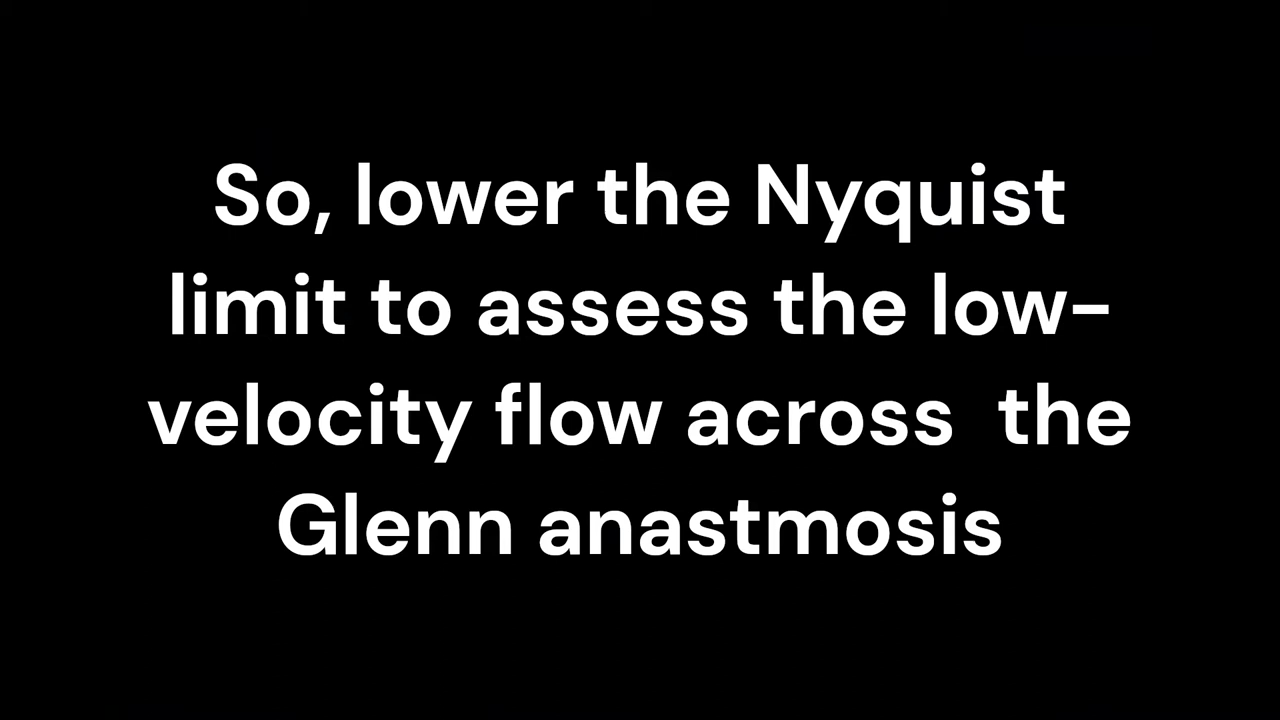 So, lower the Nyquist
limit to assess the low-
velocity flow across  the
Glenn anastmosis